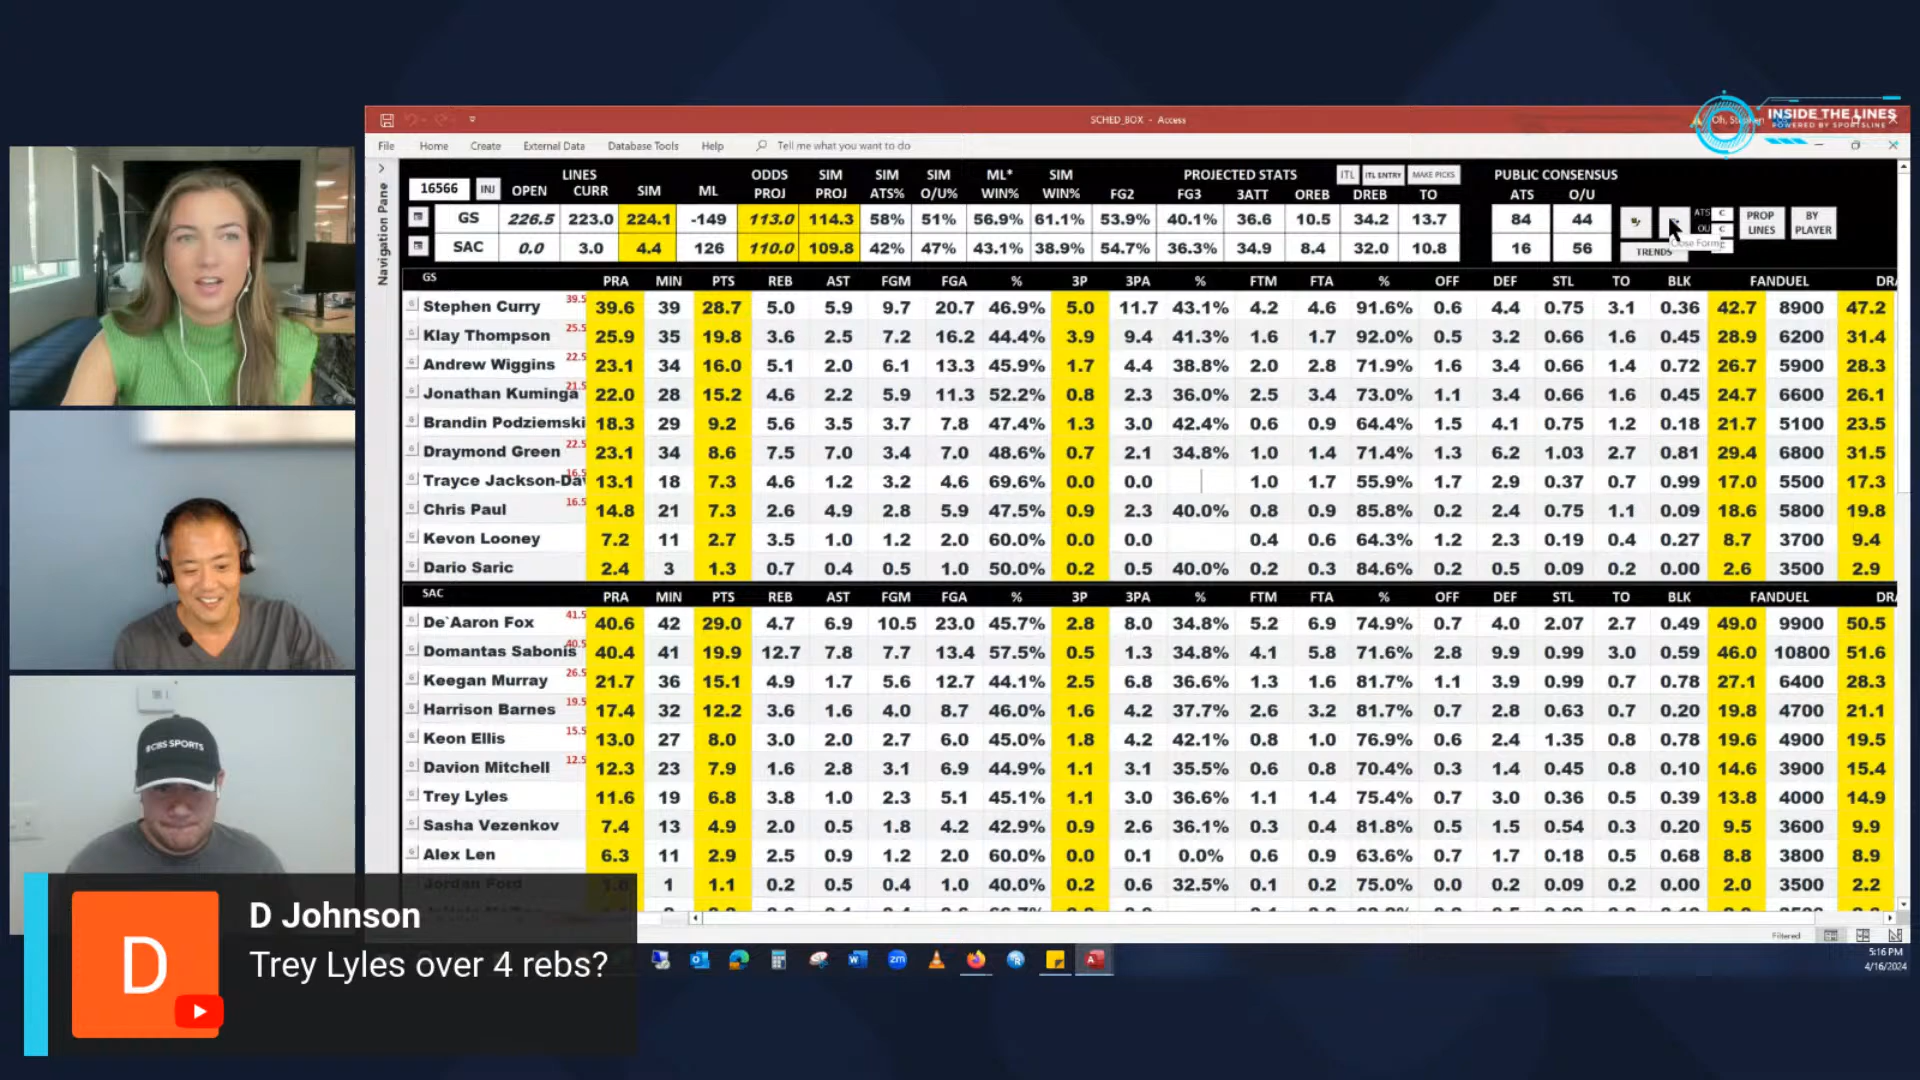 INSIDE THE LINES
POWERED BY SPORTSLINE
SCHED_BOX - Access
File Home Create External Data Database Tools Help Tell me what you want to do
Navigation Pane
LINES ODDS SIM SIM SIM ML* SIM PROJECTED STATS ITL ITL ENTRY MAKE PICKS PUBLIC CONSENSUS
16566 INJ OPEN CURR SIM ML PROJ PROJ ATS% O/U% WIN% WIN% FG2 FG3 3ATT OREB DREB TO ATS O/U
GS 226.5 223.0 224.1 -149 113.0 114.3 58% 51% 56.9% 61.1% 53.9% 40.1% 36.6 10.5 34.2 13.7 84 44 ATS C PROP LINES BY PLAYER
SAC 0.0 3.0 4.4 126 110.0 109.8 42% 47% 43.1% 38.9% 54.7% 36.3% 34.9 8.4 32.0 10.8 16 56 OU C
TRENDS Close Form
GS PRA MIN PTS REB AST FGM FGA % 3P 3PA % FTM FTA % OFF DEF STL TO BLK FANDUEL DRA
Stephen Curry 39.5 39.6 39 28.7 5.0 5.9 9.7 20.7 46.9% 5.0 11.7 43.1% 4.2 4.6 91.6% 0.6 4.4 0.75 3.1 0.36 42.7 8900 47.2
Klay Thompson 25.5 25.9 35 19.8 3.6 2.5 7.2 16.2 44.4% 3.9 9.4 41.3% 1.6 1.7 92.0% 0.5 3.2 0.66 1.6 0.45 28.9 6200 31.4
Andrew Wiggins 22.5 23.1 34 16.0 5.1 2.0 6.1 13.3 45.9% 1.7 4.4 38.8% 2.0 2.8 71.9% 1.6 3.4 0.66 1.4 0.72 26.7 5900 28.3
Jonathan Kuminga 21.5 22.0 28 15.2 4.6 2.2 5.9 11.3 52.2% 0.8 2.3 36.0% 2.5 3.4 73.0% 1.1 3.4 0.66 1.6 0.45 24.7 6600 26.1
Brandin Podziemski 18.3 29 9.2 5.6 3.5 3.7 7.8 47.4% 1.3 3.0 42.4% 0.6 0.9 64.4% 1.5 4.1 0.75 1.2 0.18 21.7 5100 23.5
Draymond Green 22.5 23.1 34 8.6 7.5 7.0 3.4 7.0 48.6% 0.7 2.1 34.8% 1.0 1.4 71.4% 1.3 6.2 1.03 2.7 0.81 29.4 6800 31.5
Trayce Jackson-Da 16.5 13.1 18 7.3 4.6 1.2 3.2 4.6 69.6% 0.0 0.0 1.0 1.7 55.9% 1.7 2.9 0.37 0.7 0.99 17.0 5500 17.3
Chris Paul 16.5 14.8 21 7.3 2.6 4.9 2.8 5.9 47.5% 0.9 2.3 40.0% 0.8 0.9 85.8% 0.2 2.4 0.75 1.1 0.09 18.6 5800 19.8
Kevon Looney 7.2 11 2.7 3.5 1.0 1.2 2.0 60.0% 0.0 0.0 0.4 0.6 64.3% 1.2 2.3 0.19 0.4 0.27 8.7 3700 9.4
Dario Saric 2.4 3 1.3 0.7 0.4 0.5 1.0 50.0% 0.2 0.5 40.0% 0.2 0.3 84.6% 0.2 0.5 0.09 0.2 0.00 2.6 3500 2.9
SAC PRA MIN PTS REB AST FGM FGA % 3P 3PA % FTM FTA % OFF DEF STL TO BLK FANDUEL DRA
De`Aaron Fox 41.5 40.6 42 29.0 4.7 6.9 10.5 23.0 45.7% 2.8 8.0 34.8% 5.2 6.9 74.9% 0.7 4.0 2.07 2.7 0.49 49.0 9900 50.5
Domantas Sabonis 40.5 40.4 41 19.9 12.7 7.8 7.7 13.4 57.5% 0.5 1.3 34.8% 4.1 5.8 71.6% 2.8 9.9 0.99 3.0 0.59 46.0 10800 51.6
Keegan Murray 26.5 21.7 36 15.1 4.9 1.7 5.6 12.7 44.1% 2.5 6.8 36.6% 1.3 1.6 81.7% 1.1 3.9 0.99 0.7 0.78 27.1 6400 28.3
Harrison Barnes 19.5 17.4 32 12.2 3.6 1.6 4.0 8.7 46.0% 1.6 4.2 37.7% 2.6 3.2 81.7% 0.7 2.8 0.63 0.7 0.20 19.8 4700 21.1
Keon Ellis 15.5 13.0 27 8.0 3.0 2.0 2.7 6.0 45.0% 1.8 4.2 42.1% 0.8 1.0 76.9% 0.6 2.4 1.35 0.8 0.78 19.6 4900 19.5
Davion Mitchell 12.5 12.3 23 7.9 1.6 2.8 3.1 6.9 44.9% 1.1 3.1 35.5% 0.6 0.8 70.4% 0.3 1.4 0.45 0.8 0.10 14.6 3900 15.4
Trey Lyles 11.6 19 6.8 3.8 1.0 2.3 5.1 45.1% 1.1 3.0 36.6% 1.1 1.4 75.4% 0.7 3.0 0.36 0.5 0.39 13.8 4000 14.9
Sasha Vezenkov 7.4 13 4.9 2.0 0.5 1.8 4.2 42.9% 0.9 2.6 36.1% 0.3 0.4 81.8% 0.5 1.5 0.54 0.3 0.20 9.5 3600 9.9
Alex Len 6.3 11 2.9 2.5 0.9 1.2 2.0 60.0% 0.0 0.1 0.0% 0.6 0.9 63.6% 0.7 1.7 0.18 0.5 0.68 8.8 3800 8.9
Jordan Ford 1 1.1 0.2 0.5 0.4 1.0 40.0% 0.2 0.6 32.5% 0.1 0.2 75.0% 0.0 0.2 0.09 0.2 0.00 2.0 3500 2.2
Filtered
5:16 PM
4/16/2024
CBS SPORTS
D
D Johnson
Trey Lyles over 4 rebs?
zm